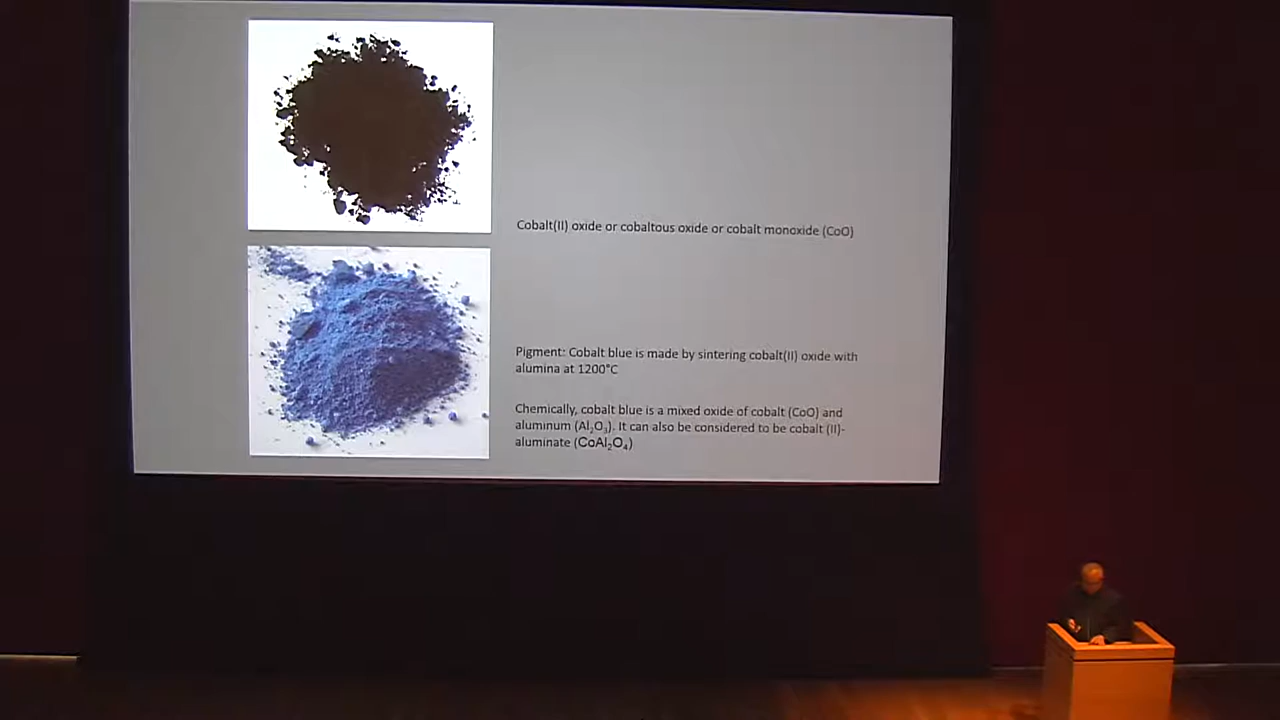 Cobalt(II) oxide or cobaltous oxide or cobalt monoxide (CoO)
Pigment: Cobalt blue is made by sintering cobalt(II) oxide with
alumina at 1200°C
Chemically, cobalt blue is a mixed oxide of cobalt (CoO) and
aluminum (Al₂O₃). It can also be considered to be cobalt (II)-
aluminate (CoAl₂O₄)